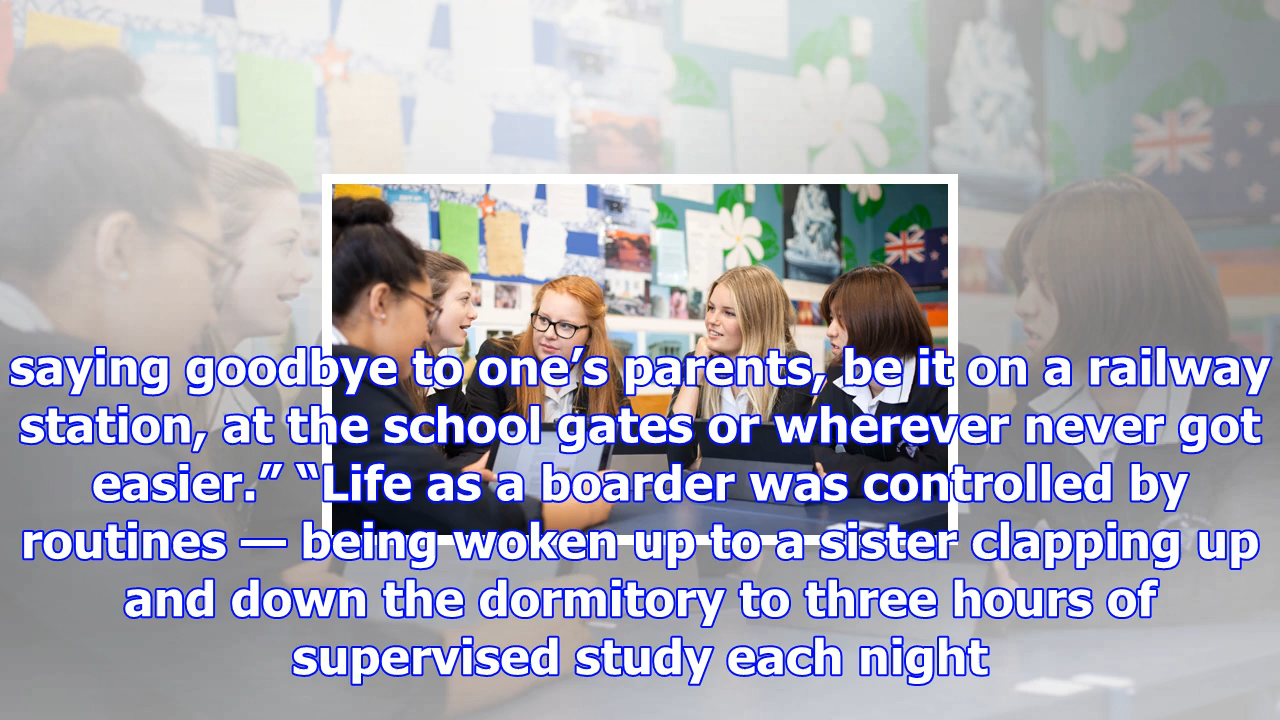 saying goodbye to one’s parents, be it on a railway
station, at the school gates or wherever never got
easier.” “Life as a boarder was controlled by
routines — being woken up to a sister clapping up
and down the dormitory to three hours of
supervised study each night